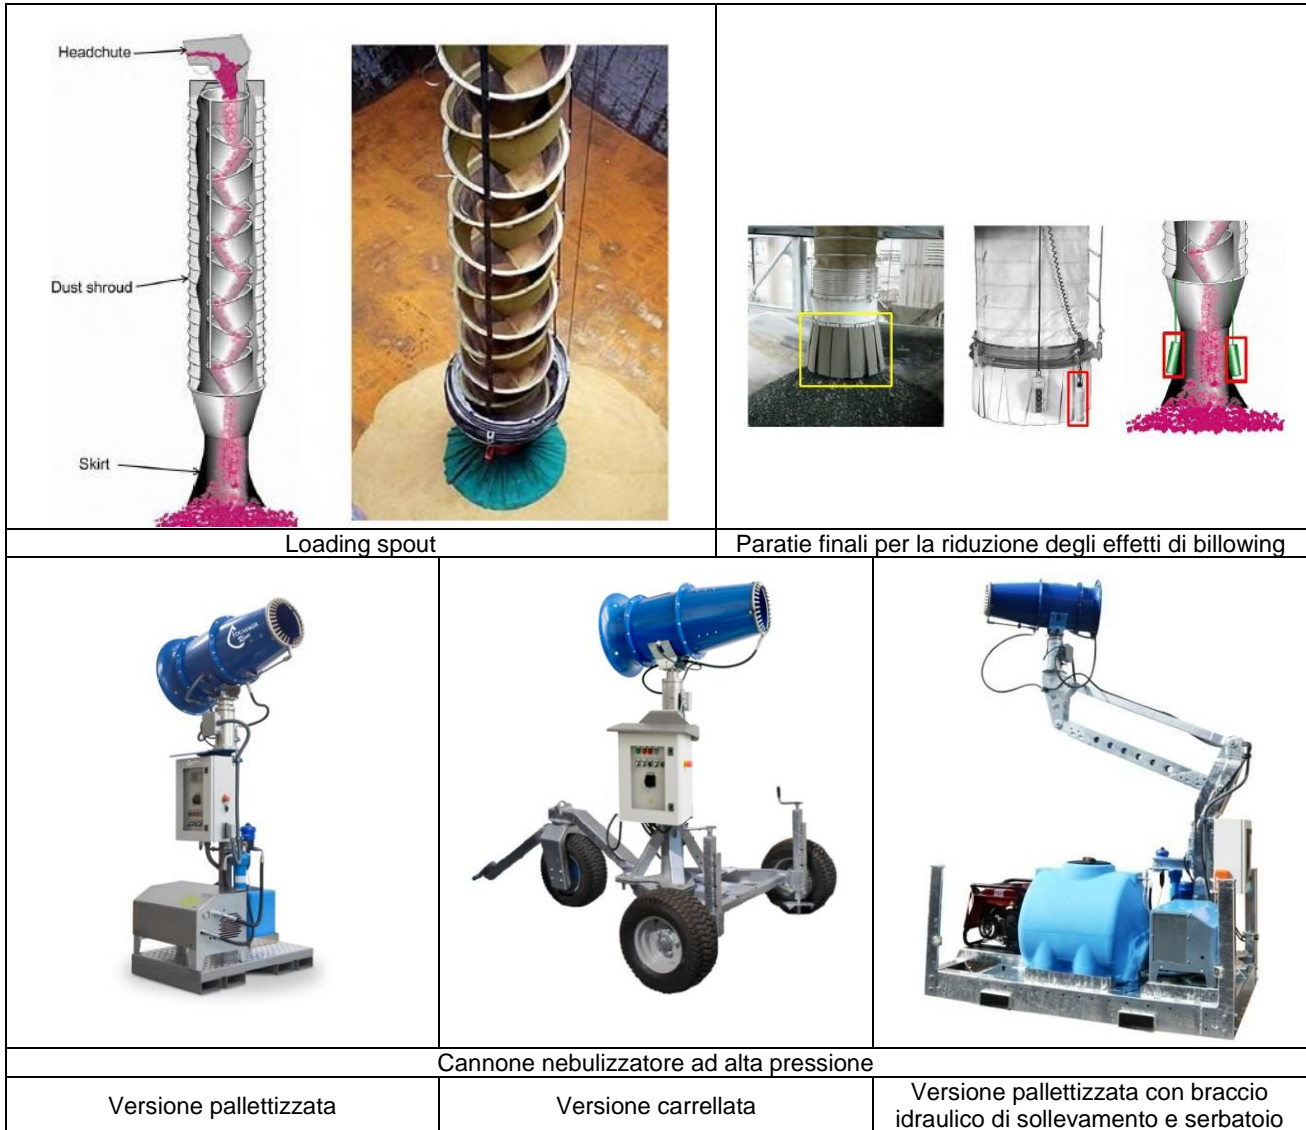 Headchute
Dust shroud
Skirt
Loading spout
Paratie finali per la riduzione degli effetti di billowing
Cannone nebulizzatore ad alta pressione
Versione pallettizzata
Versione carrellata
Versione pallettizzata con braccio
idraulico di sollevamento e serbatoio